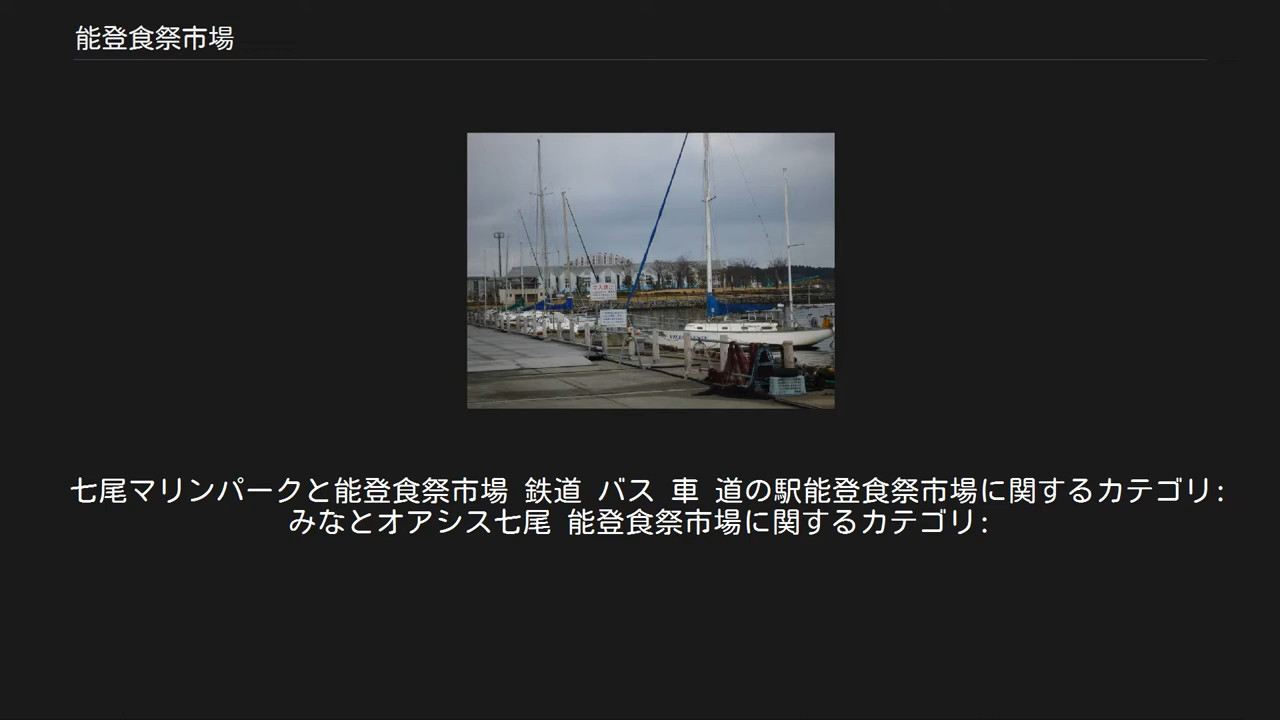 能登食祭市場
七尾マリンパークと能登食祭市場 鉄道 バス 車 道の駅能登食祭市場に関するカテゴリ:
みなとオアシス七尾 能登食祭市場に関するカテゴリ: